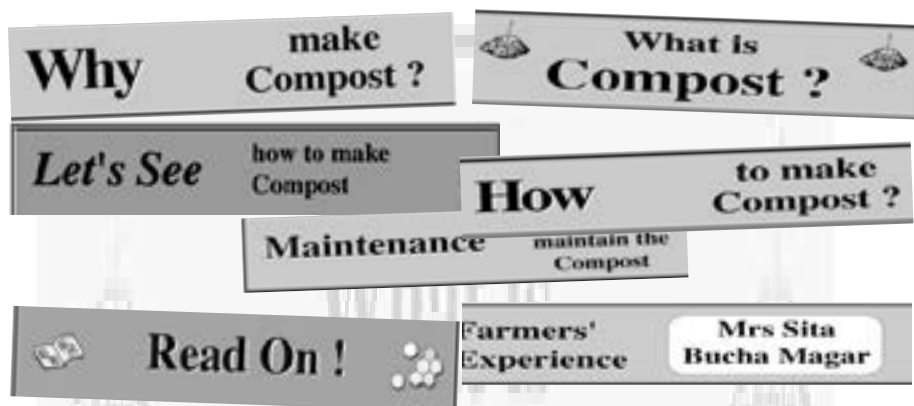 Why
make
Compost ?
What is
Compost ?
Let's See
how to make
Compost
How
to make
Compost ?
Maintenance
maintain the
Compost
Read On !
Farmers'
Experience
Mrs Sita
Bucha Magar